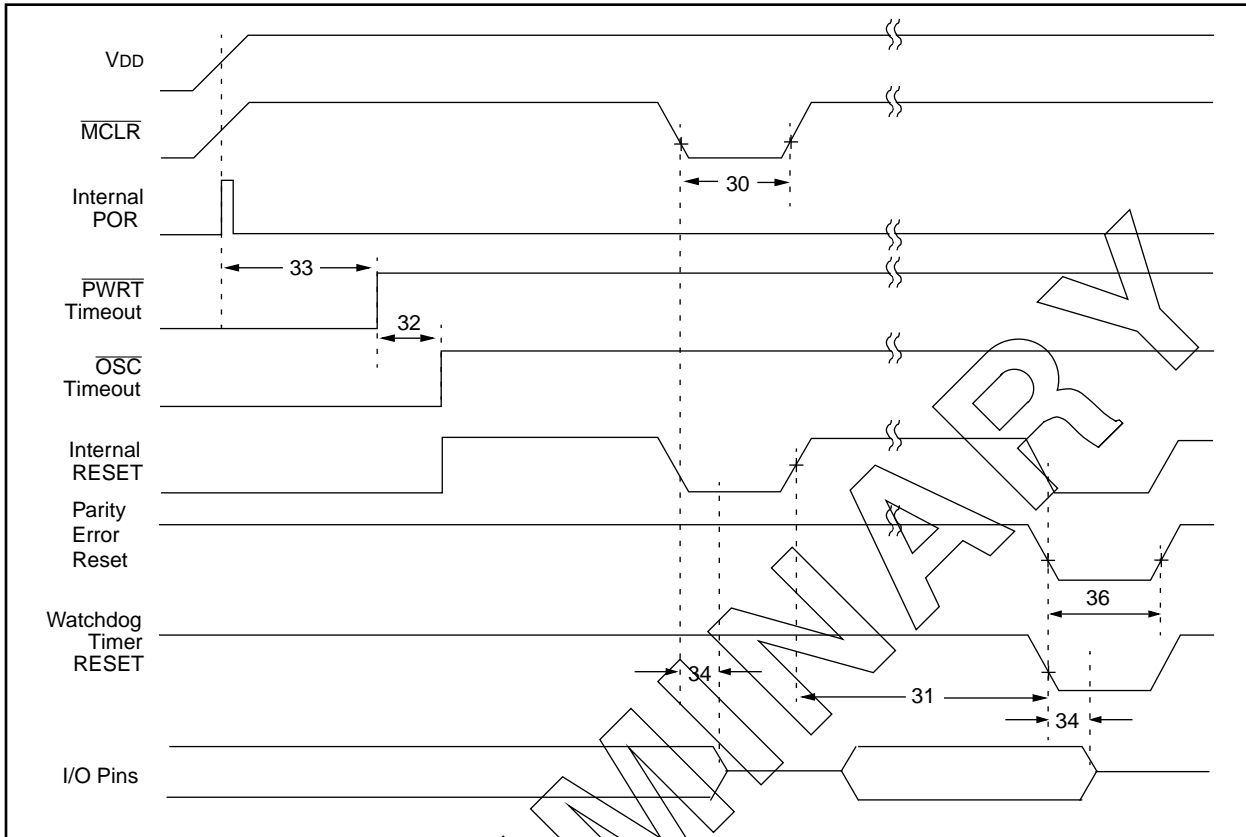 VDD
MCLR
30
Internal
POR
33
PWRT
Timeout
32
OSC
Timeout
Internal
RESET
Parity
Error
Reset
36
Watchdog
Timer
RESET
34
31
34
I/O Pins
MINARY